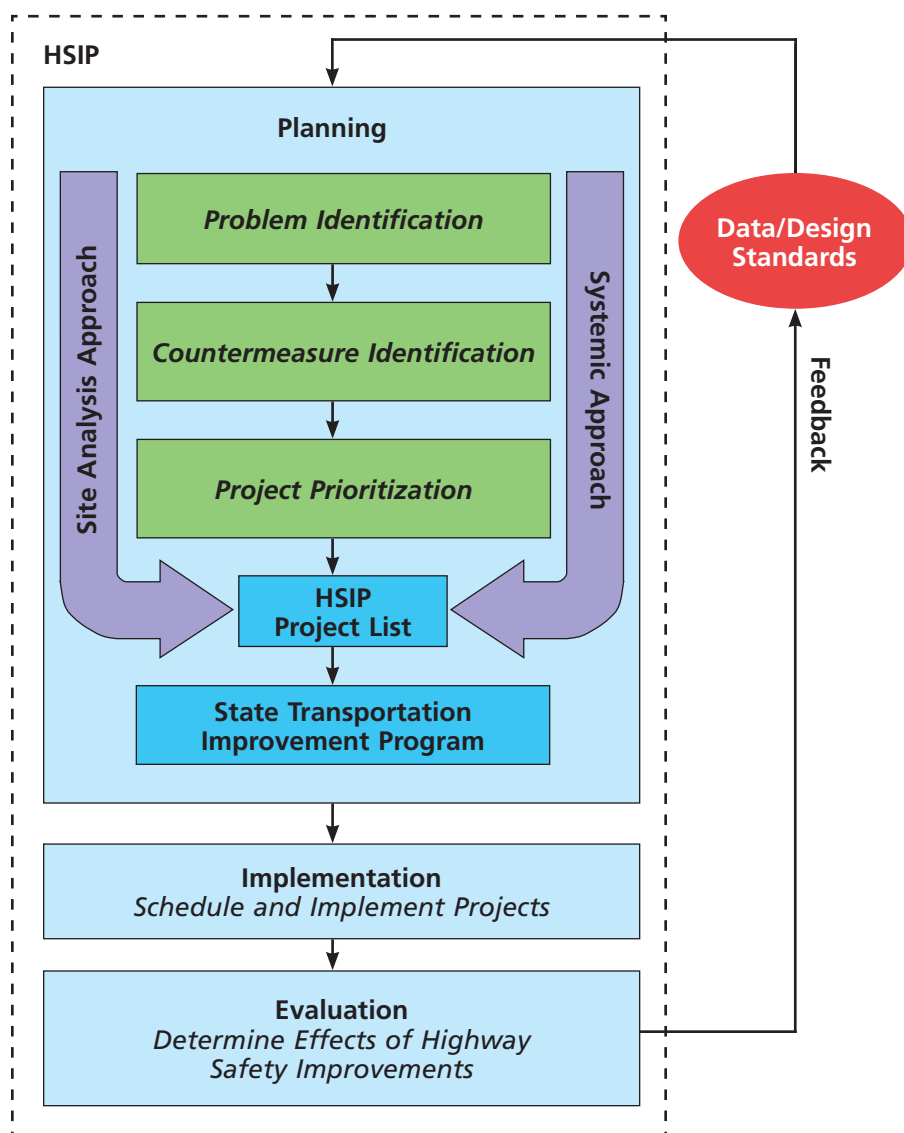 HSIP
Planning
Problem Identification
Countermeasure Identification
Project Prioritization
Site Analysis Approach
Systemic Approach
HSIP
Project List
State Transportation
Improvement Program
Implementation
Schedule and Implement Projects
Evaluation
Determine Effects of Highway
Safety Improvements
Data/Design
Standards
Feedback